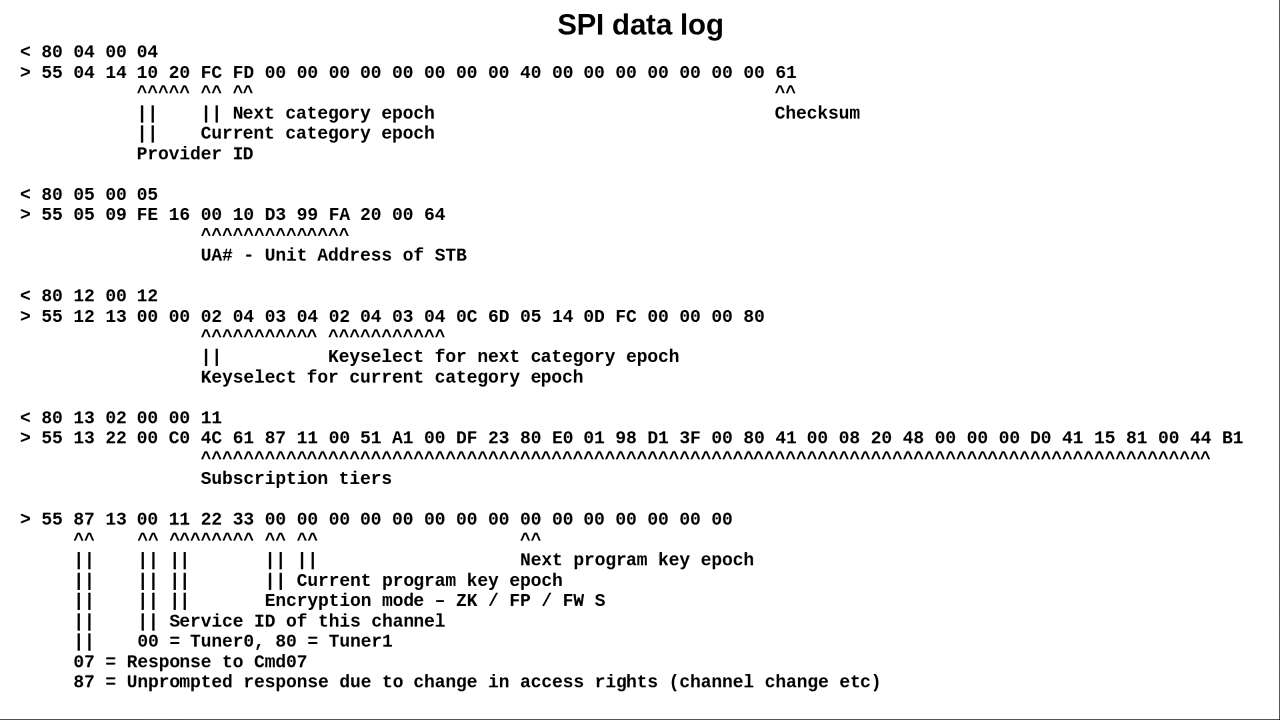 SPI data log
< 80 04 00 04
> 55 04 14 10 20 FC FD 00 00 00 00 00 00 00 00 40 00 00 00 00 00 00 00 61
^^^^^ ^^ ^^ ^^
|| || Next category epoch Checksum
|| Current category epoch
Provider ID
< 80 05 00 05
> 55 05 09 FE 16 00 10 D3 99 FA 20 00 64
^^^^^^^^^^^^^^
UA# - Unit Address of STB
< 80 12 00 12
> 55 12 13 00 00 02 04 03 04 02 04 03 04 0C 6D 05 14 0D FC 00 00 00 80
^^^^^^^^^^^ ^^^^^^^^^^^
|| Keyselect for next category epoch
Keyselect for current category epoch
< 80 13 02 00 00 11
> 55 13 22 00 C0 4C 61 87 11 00 51 A1 00 DF 23 80 E0 01 98 D1 3F 00 80 41 00 08 20 48 00 00 00 D0 41 15 81 00 44 B1
^^^^^^^^^^^^^^^^^^^^^^^^^^^^^^^^^^^^^^^^^^^^^^^^^^^^^^^^^^^^^^^^^^^^^^^^^^^^^^^^^^^^^^^^^^^^^^^
Subscription tiers
> 55 87 13 00 11 22 33 00 00 00 00 00 00 00 00 00 00 00 00 00 00 00
^^ ^^ ^^^^^^^^ ^^ ^^ ^^
|| || || || || Next program key epoch
|| || || || Current program key epoch
|| || || Encryption mode – ZK / FP / FW S
|| || Service ID of this channel
|| 00 = Tuner0, 80 = Tuner1
07 = Response to Cmd07
87 = Unprompted response due to change in access rights (channel change etc)